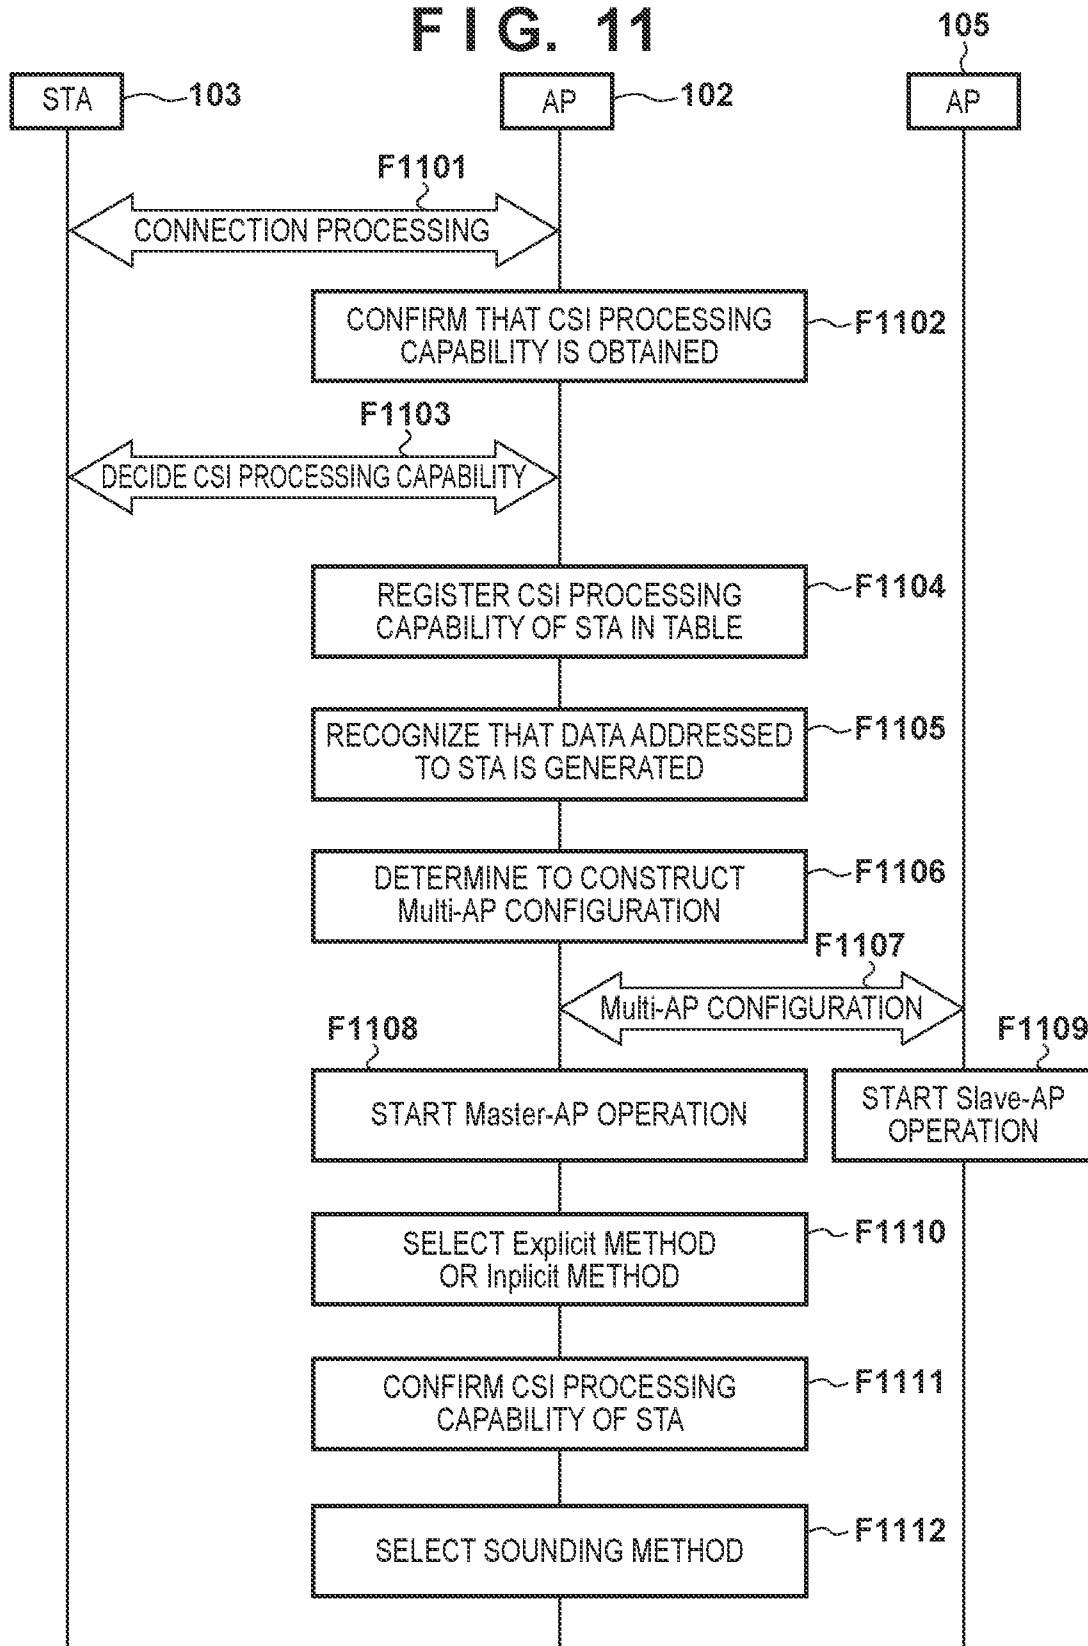 FIG. 11
105
STA
103
AP
102
AP
F1101
CONNECTION PROCESSING
CONFIRM THAT CSI PROCESSING
CAPABILITY IS OBTAINED
F1102
F1103
DECIDE CSI PROCESSING CAPABILITY
REGISTER CSI PROCESSING
CAPABILITY OF STA IN TABLE
F1104
RECOGNIZE THAT DATA ADDRESSED
TO STA IS GENERATED
F1105
DETERMINE TO CONSTRUCT
Multi-AP CONFIGURATION
F1106
F1107
Multi-AP CONFIGURATION
F1108
F1109
START Master-AP OPERATION
START Slave-AP
OPERATION
SELECT Explicit METHOD
OR Inplicit METHOD
F1110
CONFIRM CSI PROCESSING
CAPABILITY OF STA
F1111
SELECT SOUNDING METHOD
F1112